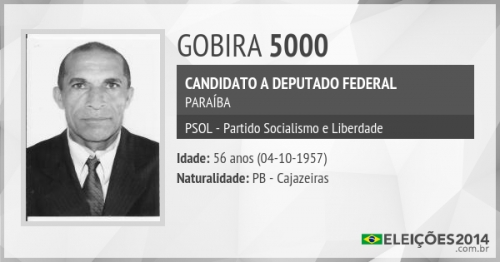 GOBIRA 5000
CANDIDATO A DEPUTADO FEDERAL
PARAÍBA
PSOL - Partido Socialismo e Liberdade
Idade: 56 anos (04-10-1957)
Naturalidade: PB - Cajazeiras
ELEIÇÕES2014
.com.br